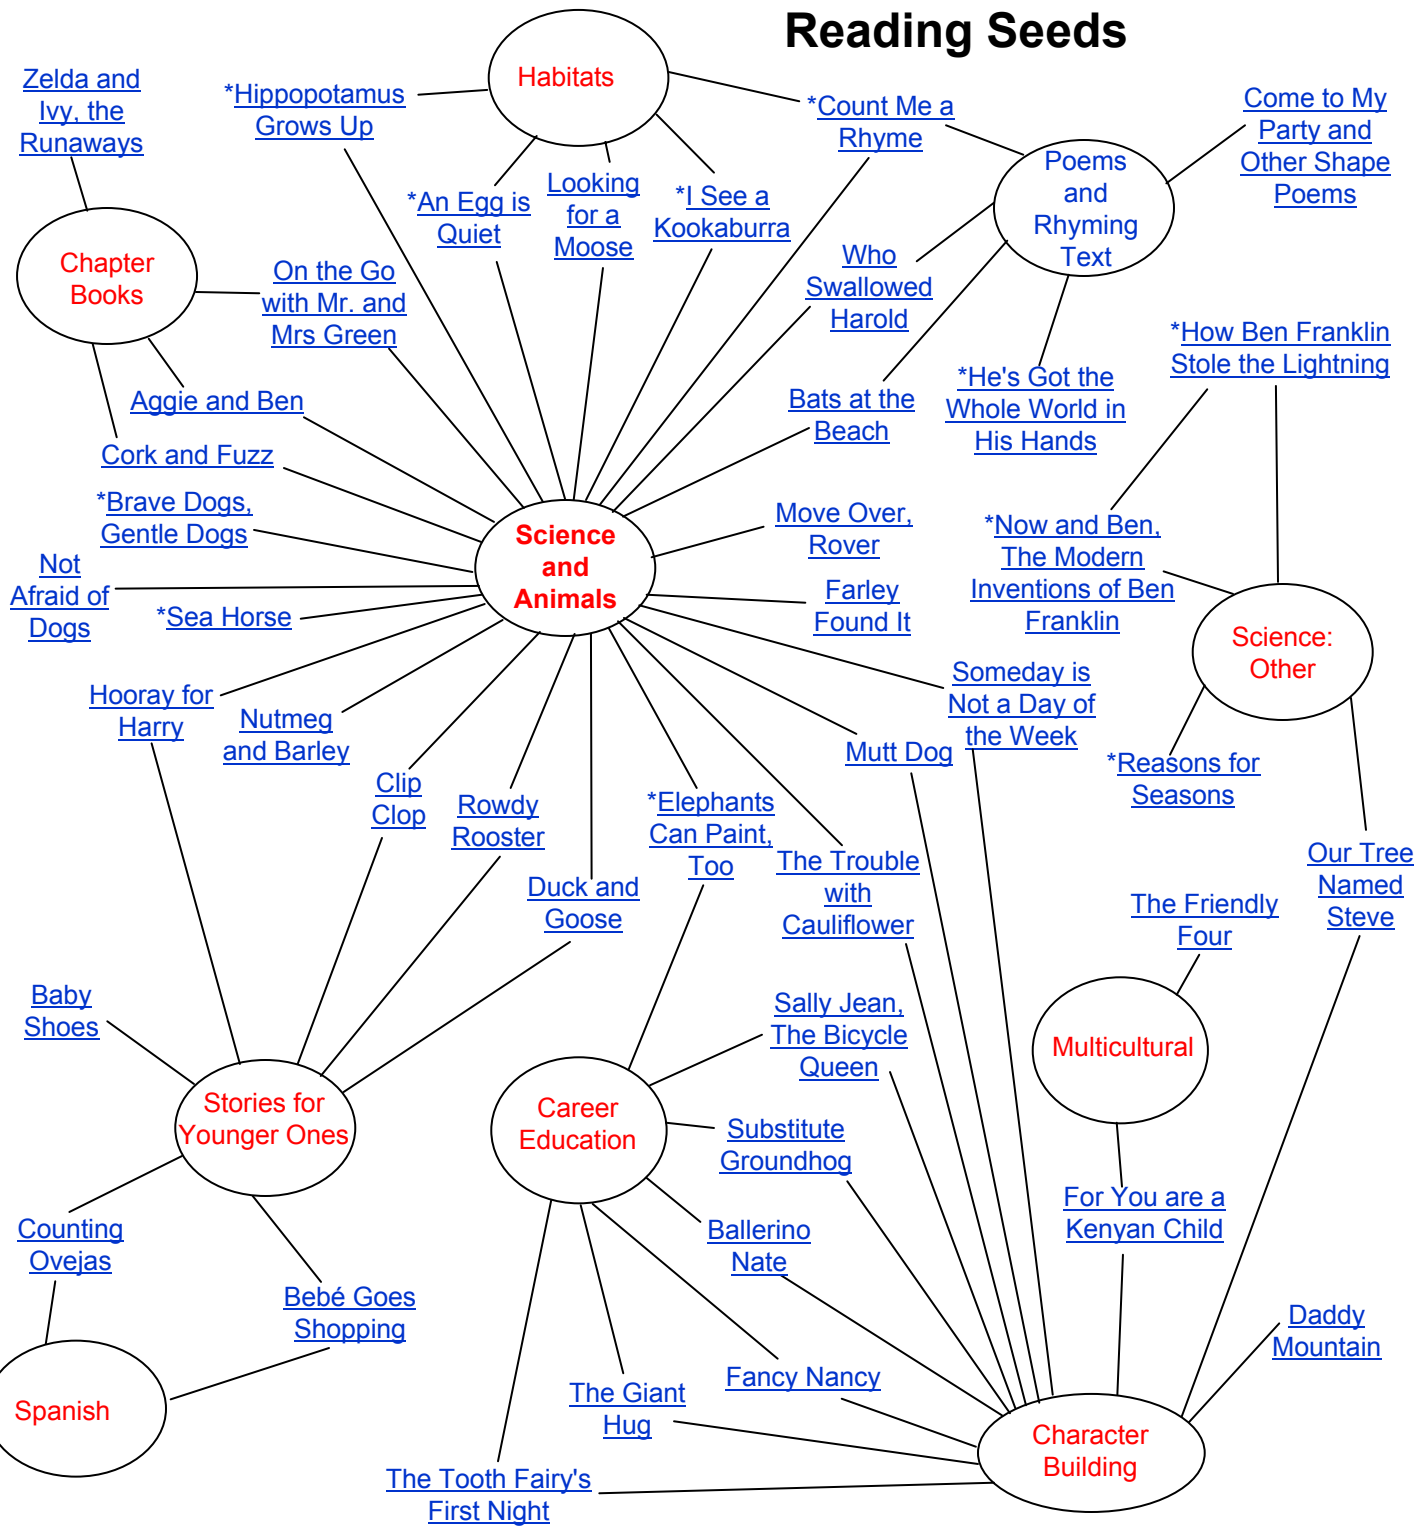 Reading Seeds
Habitats
Zelda and
Ivy, the
Runaways
*Hippopotamus
Grows Up
*Count Me a
Rhyme
Come to My
Party and
Other Shape
Poems
Poems
and
Rhyming
Text
*An Egg is
Quiet
Looking
for a
Moose
*I See a
Kookaburra
Chapter
Books
On the Go
with Mr. and
Mrs Green
Who
Swallowed
Harold
*How Ben Franklin
Stole the Lightning
Aggie and Ben
Bats at the
Beach
*He's Got the
Whole World in
His Hands
Cork and Fuzz
*Brave Dogs,
Gentle Dogs
Science
and
Animals
Move Over,
Rover
*Now and Ben,
The Modern
Inventions of Ben
Franklin
Not
Afraid of
Dogs
*Sea Horse
Farley
Found It
Science:
Other
Hooray for
Harry
Nutmeg
and Barley
Someday is
Not a Day of
the Week
Mutt Dog
*Reasons for
Seasons
Clip
Clop
Rowdy
Rooster
*Elephants
Can Paint,
Too
The Trouble
with
Cauliflower
Our Tree
Named
Steve
Duck and
Goose
The Friendly
Four
Baby
Shoes
Sally Jean,
The Bicycle
Queen
Multicultural
Stories for
Younger Ones
Career
Education
Substitute
Groundhog
Counting
Ovejas
Ballerino
Nate
For You are a
Kenyan Child
Bebé Goes
Shopping
Daddy
Mountain
Spanish
The Giant
Hug
Fancy Nancy
Character
Building
The Tooth Fairy's
First Night